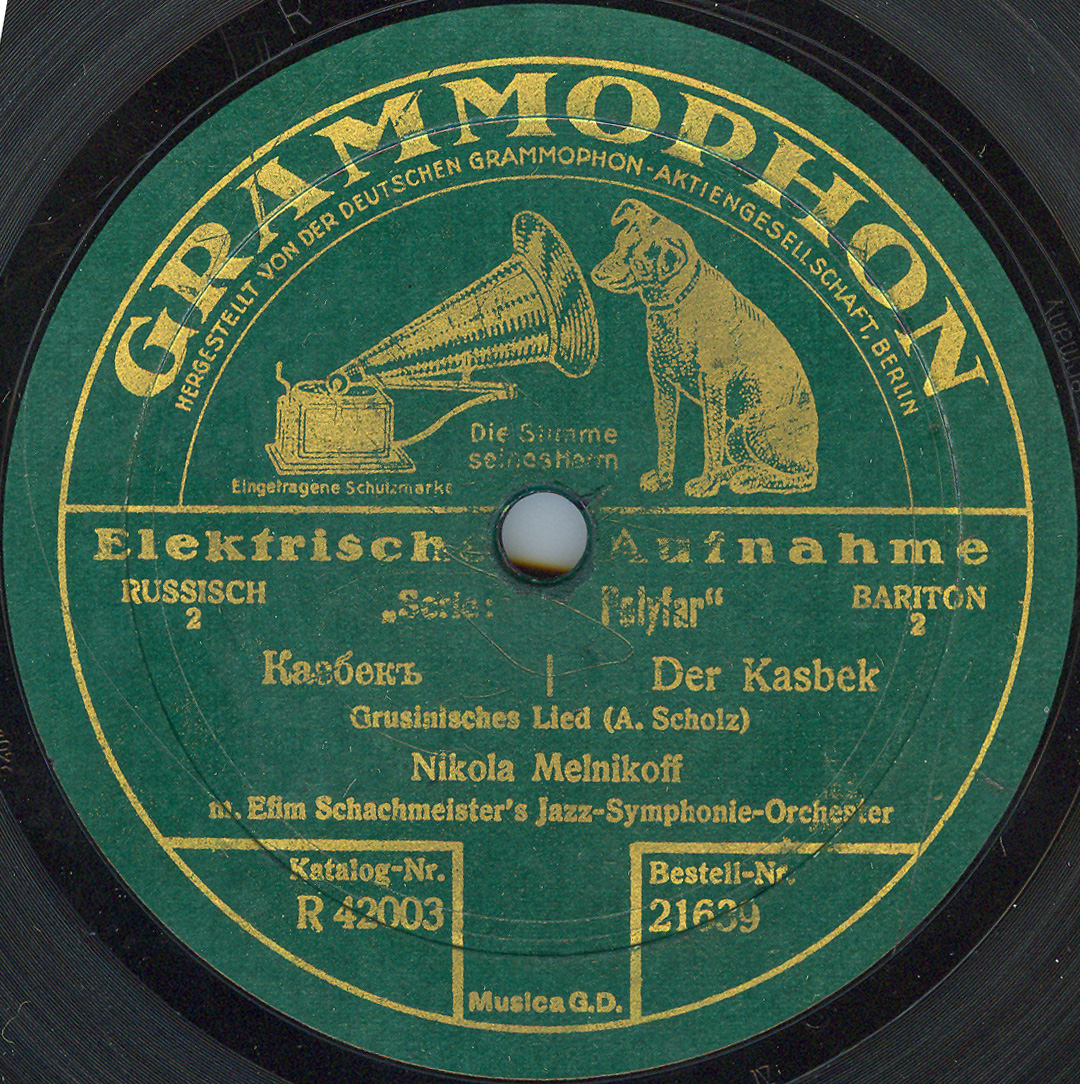 GRAMMOPHON
HERGESTELLT VON DER DEUTSCHEN GRAMMOPHON-AKTIENGESELLSCHAFT, BERLIN
Die Stimme
seines Herrn
Eingetragene Schutzmarke
Elektrische Aufnahme
RUSSISCH 2 „Serie: Polyfar“ BARITON 2
Казбекъ | Der Kasbek
Grusinisches Lied (A. Scholz)
Nikola Melnikoff
m. Efim Schachmeister's Jazz-Symphonie-Orchester
Katalog-Nr. Bestell-Nr.
R 42003 21639
Musica G.D.